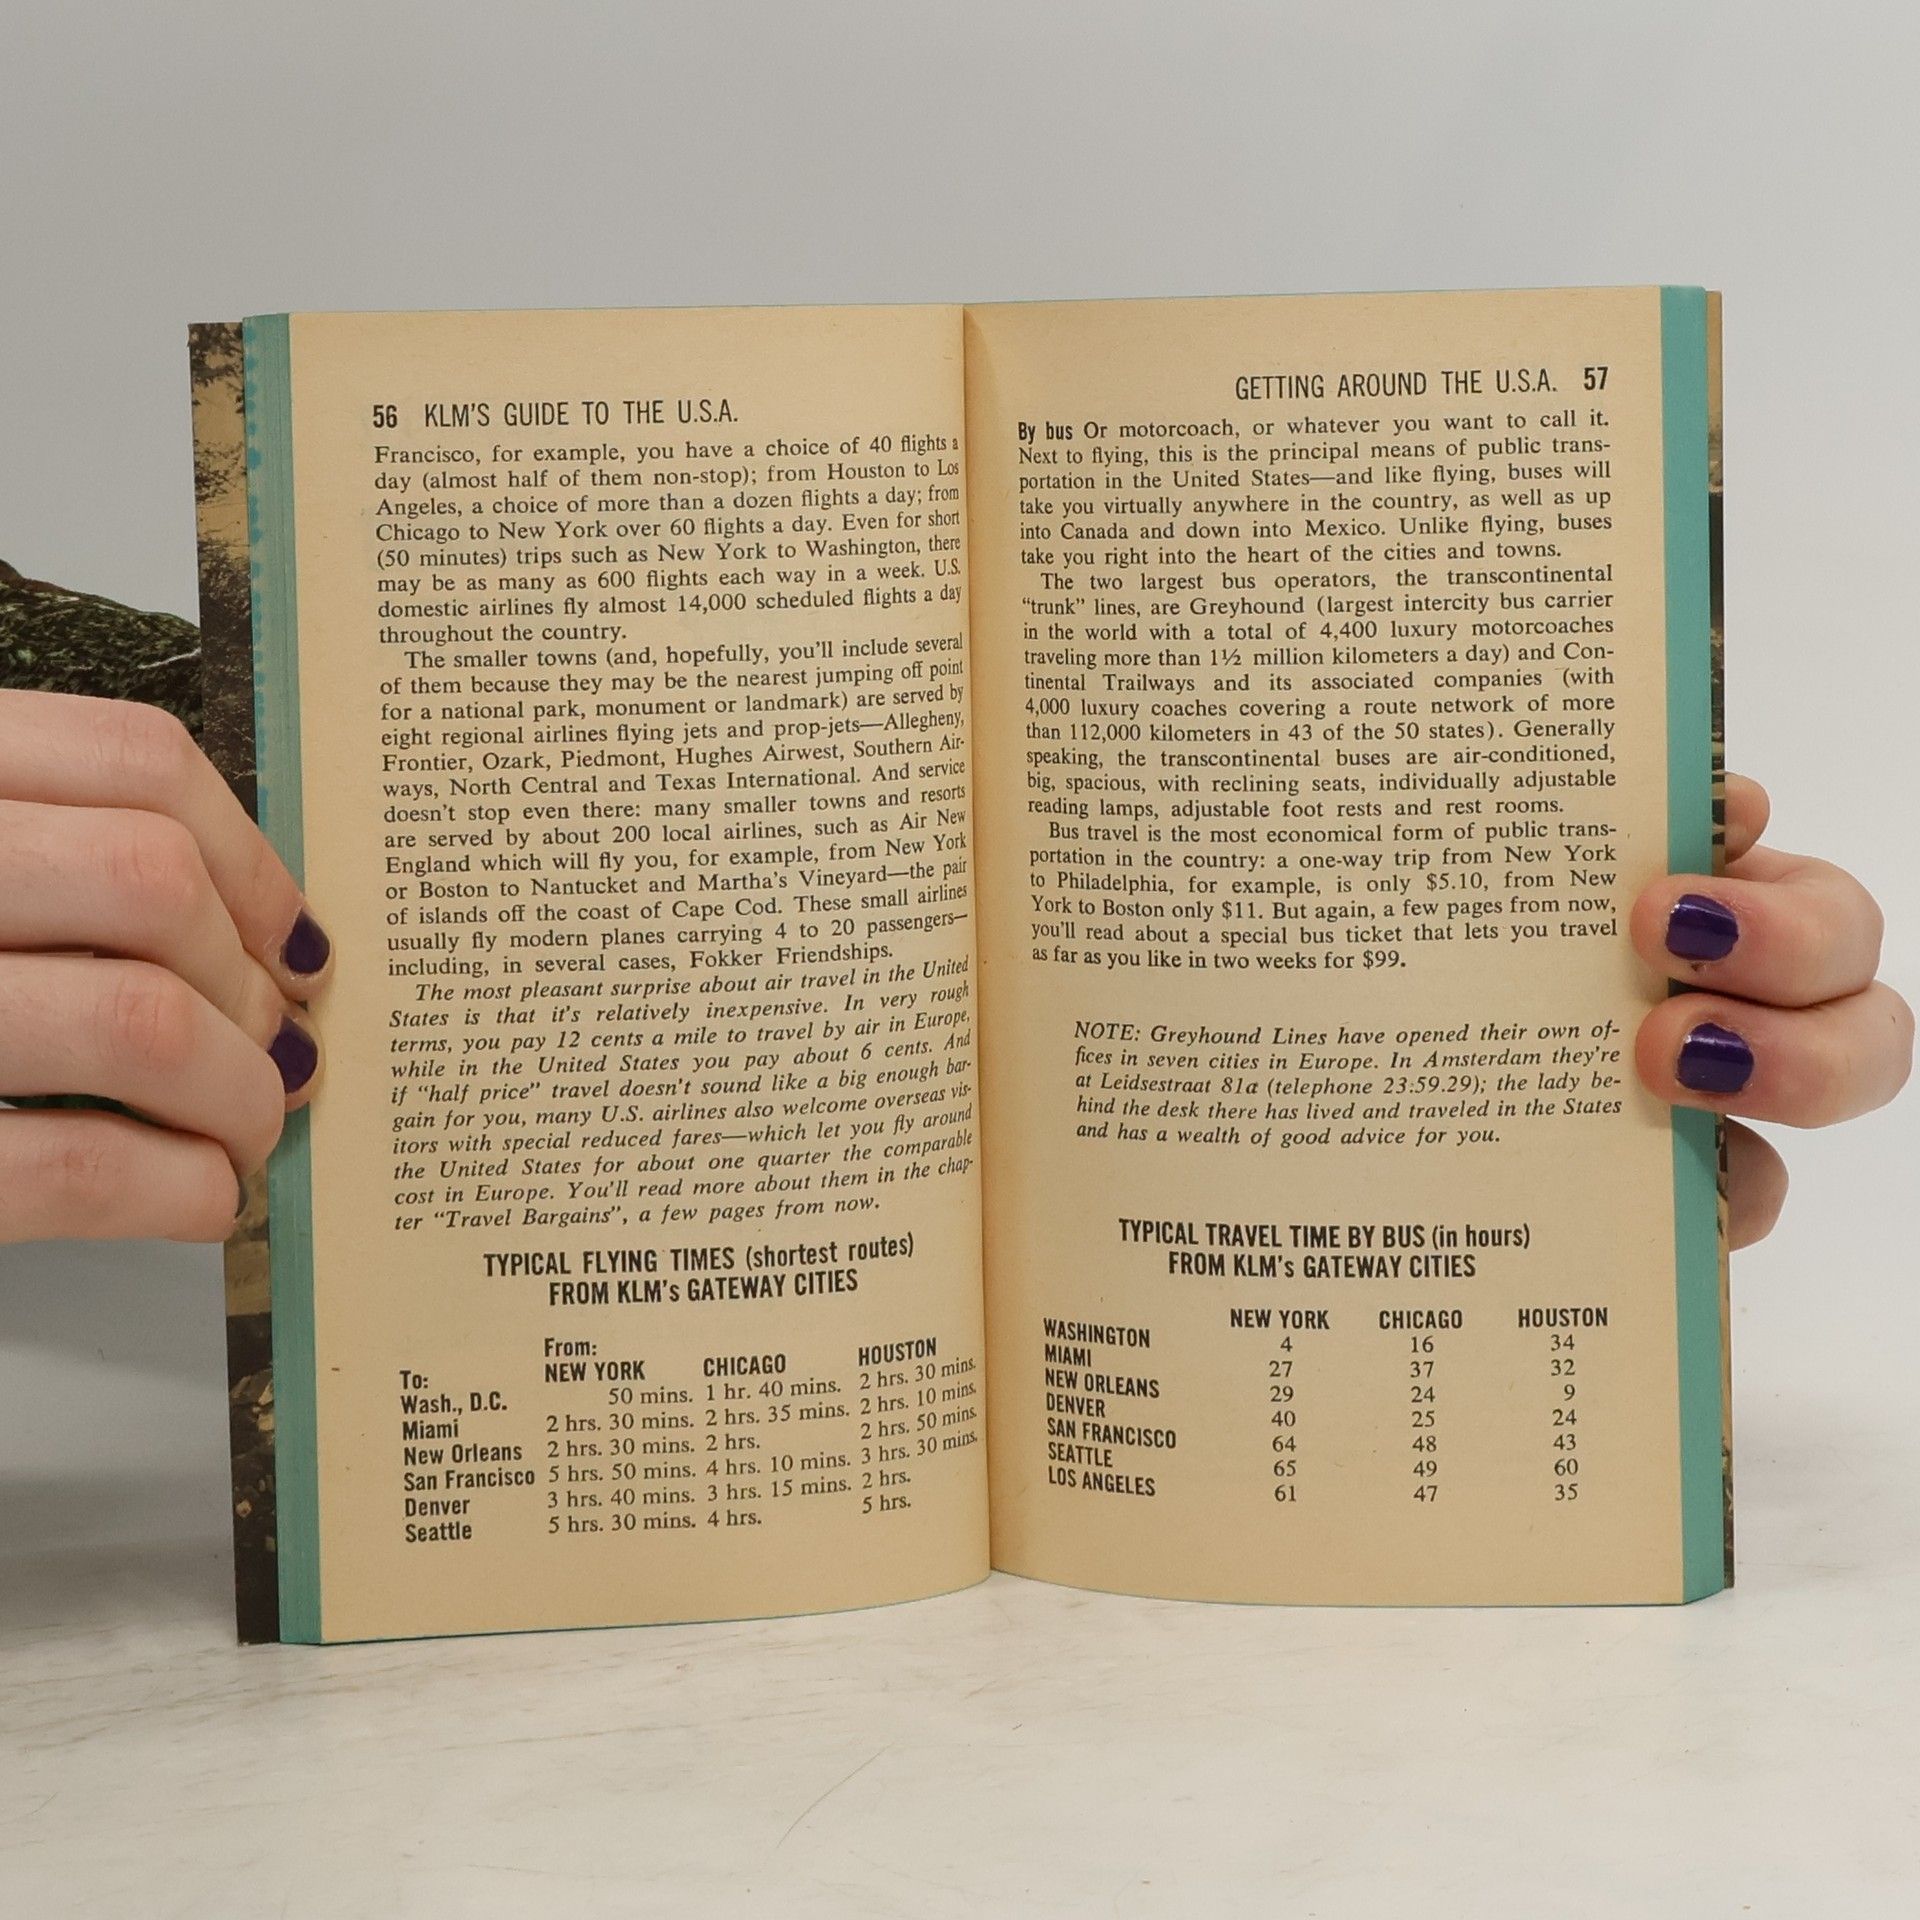 56 KLM'S GUIDE TO THE U.S.A.
Francisco, for example, you have a choice of 40 flights a
day (almost half of them non-stop); from Houston to Los
Angeles, a choice of more than a dozen flights a day; from
Chicago to New York over 60 flights a day. Even for short
(50 minutes) trips such as New York to Washington, there
may be as many as 600 flights each way in a week. U.S.
domestic airlines fly almost 14,000 scheduled flights a day
throughout the country.
The smaller towns (and, hopefully, you'll include several
of them because they may be the nearest jumping off point
for a national park, monument or landmark) are served by
eight regional airlines flying jets and prop-jets—Allegheny,
Frontier, Ozark, Piedmont, Hughes Airwest, Southern Air-
ways, North Central and Texas International. And service
doesn't stop even there: many smaller towns and resorts
are served by about 200 local airlines, such as Air New
England which will fly you, for example, from New York
or Boston to Nantucket and Martha's Vineyard—the pair
of islands off the coast of Cape Cod. These small airlines
usually fly modern planes carrying 4 to 20 passengers—
including, in several cases, Fokker Friendships.
The most pleasant surprise about air travel in the United
States is that it's relatively inexpensive. In very rough
terms, you pay 12 cents a mile to travel by air in Europe,
while in the United States you pay about 6 cents. And
if "half price" travel doesn't sound like a big enough bar-
gain for you, many U.S. airlines also welcome overseas vis-
itors with special reduced fares—which let you fly around
the United States for about one quarter the comparable
cost in Europe. You'll read more about them in the chap-
ter "Travel Bargains", a few pages from now.
TYPICAL FLYING TIMES (shortest routes)
FROM KLM's GATEWAY CITIES
From:
To: NEW YORK CHICAGO HOUSTON
Wash., D.C. 50 mins. 1 hr. 40 mins. 2 hrs. 30 mins.
Miami 2 hrs. 30 mins. 2 hrs. 35 mins. 2 hrs. 10 mins.
New Orleans 2 hrs. 30 mins. 2 hrs. 2 hrs. 50 mins.
San Francisco 5 hrs. 50 mins. 4 hrs. 10 mins. 3 hrs. 30 mins.
Denver 3 hrs. 40 mins. 3 hrs. 15 mins. 2 hrs.
Seattle 5 hrs. 30 mins. 4 hrs. 5 hrs.
GETTING AROUND THE U.S.A. 57
By bus Or motorcoach, or whatever you want to call it.
Next to flying, this is the principal means of public trans-
portation in the United States—and like flying, buses will
take you virtually anywhere in the country, as well as up
into Canada and down into Mexico. Unlike flying, buses
take you right into the heart of the cities and towns.
The two largest bus operators, the transcontinental
"trunk" lines, are Greyhound (largest intercity bus carrier
in the world with a total of 4,400 luxury motorcoaches
traveling more than 1½ million kilometers a day) and Con-
tinental Trailways and its associated companies (with
4,000 luxury coaches covering a route network of more
than 112,000 kilometers in 43 of the 50 states). Generally
speaking, the transcontinental buses are air-conditioned,
big, spacious, with reclining seats, individually adjustable
reading lamps, adjustable foot rests and rest rooms.
Bus travel is the most economical form of public trans-
portation in the country: a one-way trip from New York
to Philadelphia, for example, is only $5.10, from New
York to Boston only $11. But again, a few pages from now,
you'll read about a special bus ticket that lets you travel
as far as you like in two weeks for $99.
NOTE: Greyhound Lines have opened their own of-
fices in seven cities in Europe. In Amsterdam they're
at Leidsestraat 81a (telephone 23:59.29); the lady be-
hind the desk there has lived and traveled in the States
and has a wealth of good advice for you.
TYPICAL TRAVEL TIME BY BUS (in hours)
FROM KLM's GATEWAY CITIES
NEW YORK CHICAGO HOUSTON
WASHINGTON 4 16 34
MIAMI 27 37 32
NEW ORLEANS 29 24 9
DENVER 40 25 24
SAN FRANCISCO 64 48 43
SEATTLE 65 49 60
LOS ANGELES 61 47 35